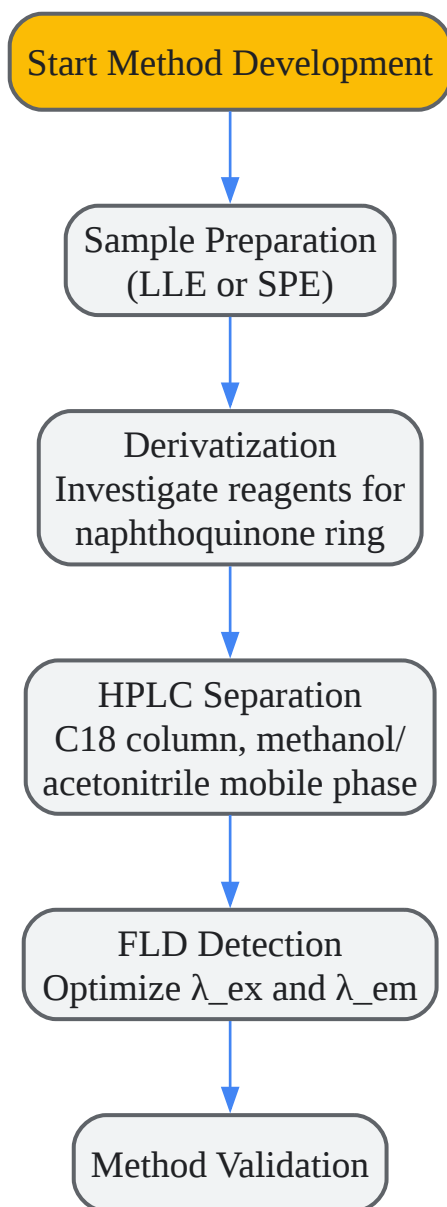 Start Method Development
Sample Preparation
(LLE or SPE)
Derivatization
Investigate reagents for
naphthoquinone ring
HPLC Separation
C18 column, methanol/
acetonitrile mobile phase
FLD Detection
Optimize λ_ex and λ_em
Method Validation